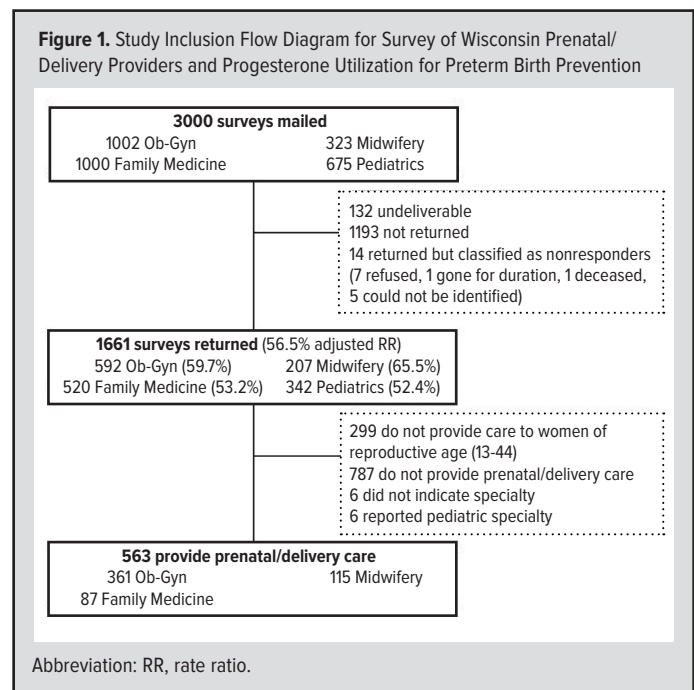 Figure 1. Study Inclusion Flow Diagram for Survey of Wisconsin Prenatal/
Delivery Providers and Progesterone Utilization for Preterm Birth Prevention
3000 surveys mailed
1002 Ob-Gyn 323 Midwifery
1000 Family Medicine 675 Pediatrics
132 undeliverable
1193 not returned
14 returned but classified as nonresponders
(7 refused, 1 gone for duration, 1 deceased,
5 could not be identified)
1661 surveys returned (56.5% adjusted RR)
592 Ob-Gyn (59.7%) 207 Midwifery (65.5%)
520 Family Medicine (53.2%) 342 Pediatrics (52.4%)
299 do not provide care to women of
reproductive age (13-44)
787 do not provide prenatal/delivery care
6 did not indicate specialty
6 reported pediatric specialty
563 provide prenatal/delivery care
361 Ob-Gyn 115 Midwifery
87 Family Medicine
Abbreviation: RR, rate ratio.